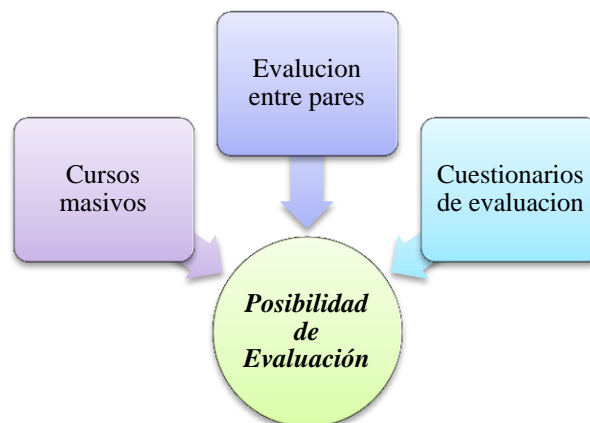 Evalucion
entre pares
Cursos
masivos
Cuestionarios
de evaluacion
Posibilidad
de
Evaluación